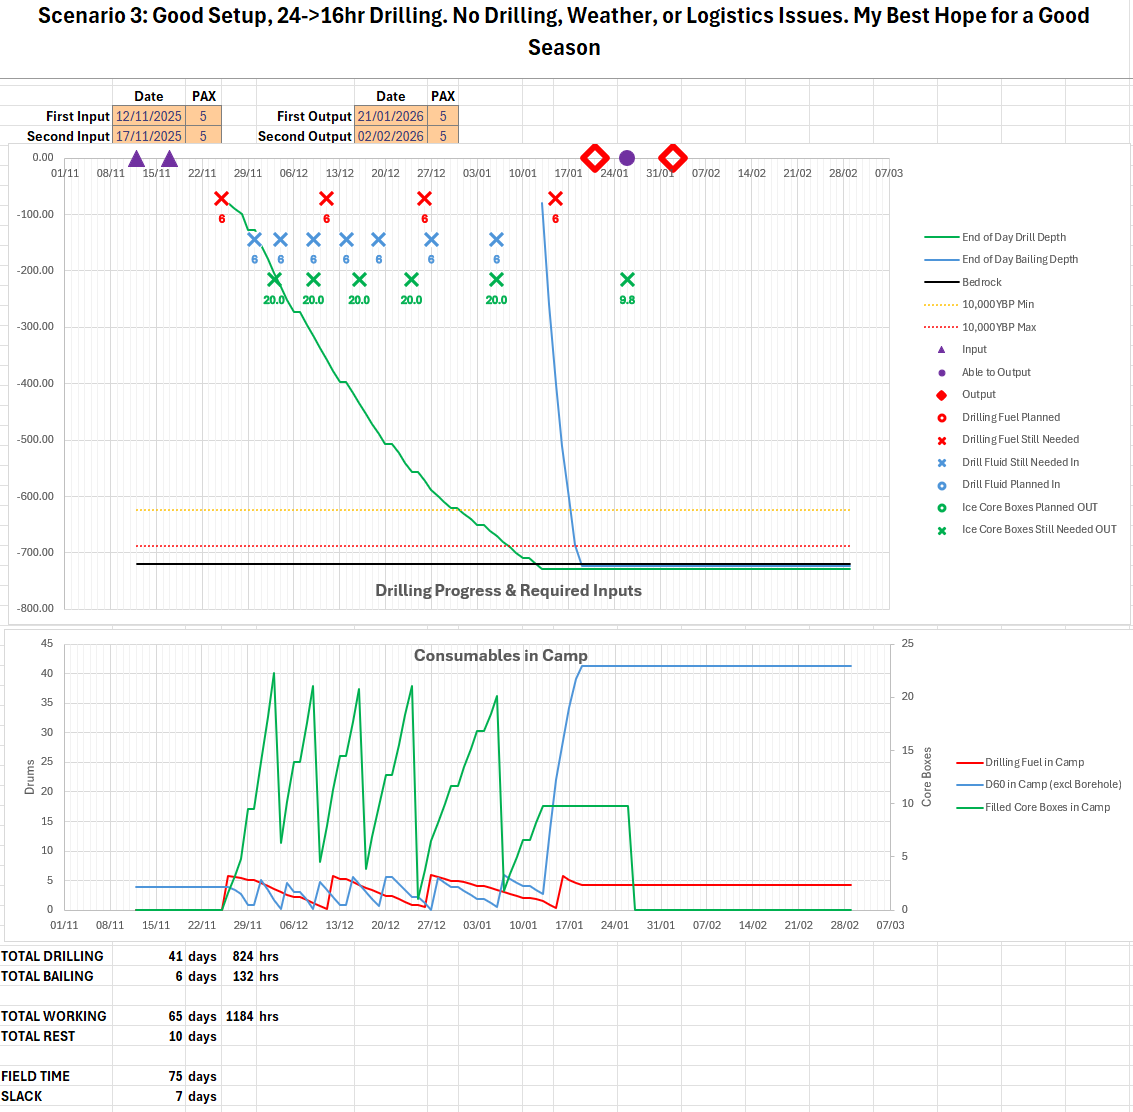 Scenario 3: Good Setup, 24->16hr Drilling. No Drilling, Weather, or Logistics Issues. My Best Hope for a Good
Season
Date PAX Date PAX
First Input 12/11/2025 5 First Output 21/01/2026 5
Second Input 17/11/2025 5 Second Output 02/02/2026 5
0.00
01/11 08/11 15/11 22/11 29/11 06/12 13/12 20/12 27/12 03/01 10/01 17/01 24/01 31/01 07/02 14/02 21/02 28/02 07/03
6 6 6 6
-100.00
6 6 6 6 6 6 6
-200.00
20.0 20.0 20.0 20.0 20.0 9.8
-300.00
-400.00
-500.00
-600.00
-700.00
-800.00
Drilling Progress & Required Inputs
End of Day Drill Depth
End of Day Bailing Depth
Bedrock
10,000YBP Min
10,000YBP Max
Input
Able to Output
Output
Drilling Fuel Planned
Drilling Fuel Still Needed
Drill Fluid Still Needed In
Drill Fluid Planned In
Ice Core Boxes Planned OUT
Ice Core Boxes Still Needed OUT
Consumables in Camp
Drums
45
40
35
30
25
20
15
10
5
0
25
20
15
10
5
0
Core Boxes
01/11 08/11 15/11 22/11 29/11 06/12 13/12 20/12 27/12 03/01 10/01 17/01 24/01 31/01 07/02 14/02 21/02 28/02 07/03
Drilling Fuel in Camp
D60 in Camp (excl Borehole)
Filled Core Boxes in Camp
TOTAL DRILLING 41 days 824 hrs
TOTAL BAILING 6 days 132 hrs
TOTAL WORKING 65 days 1184 hrs
TOTAL REST 10 days
FIELD TIME 75 days
SLACK 7 days